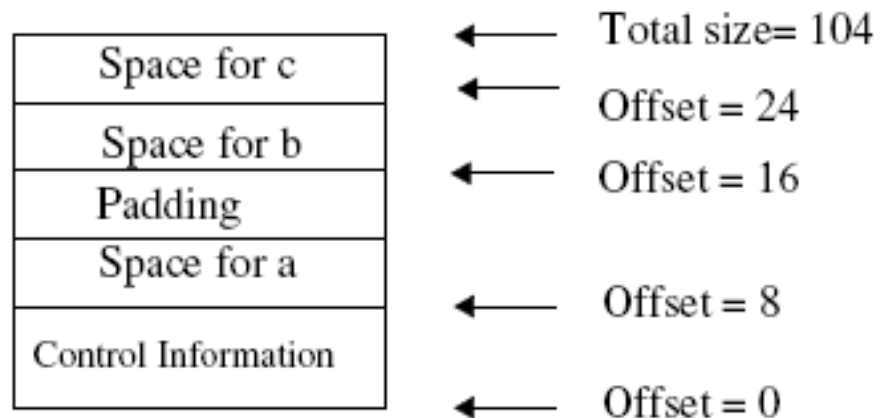 Space for c
Space for b
Padding
Space for a
Control Information
Total size= 104
Offset = 24
Offset = 16
Offset = 8
Offset = 0